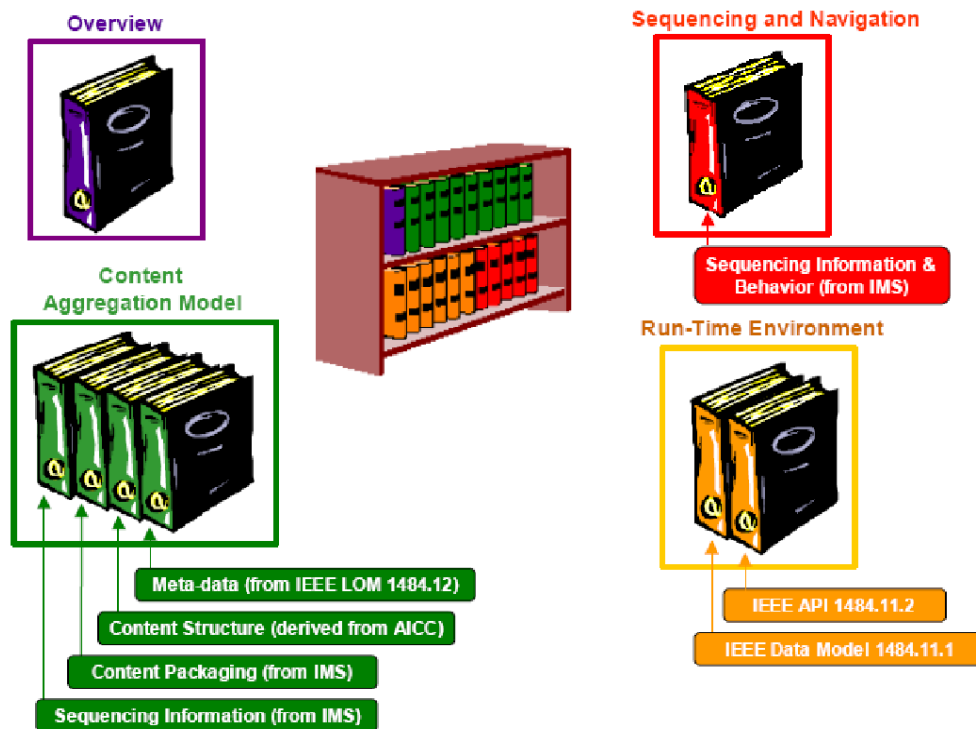 Overview
Sequencing and Navigation
Sequencing Information &
Behavior (from IMS)
Content
Aggregation Model
Run-Time Environment
Meta-data (from IEEE LOM 1484.12)
Content Structure (derived from AICC)
Content Packaging (from IMS)
Sequencing Information (from IMS)
IEEE API 1484.11.2
IEEE Data Model 1484.11.1